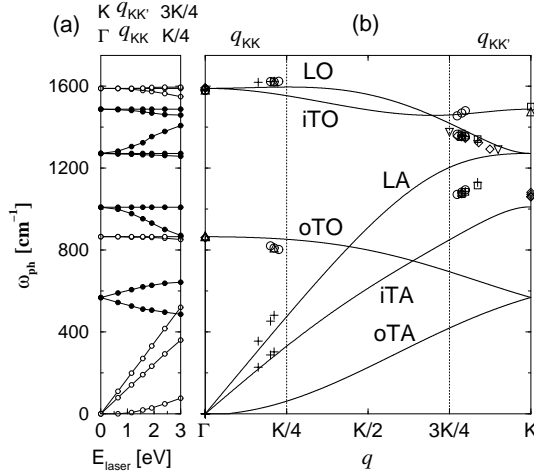 (a) K q_KK' 3K/4 (b)
Γ q_KK K/4 q_KK q_KK'
1600
1200
800
400
0
ω_ph [cm⁻¹]
LO
iTO
LA
oTO
iTA
oTA
0 1 2 3 Γ K/4 K/2 3K/4 K
E_laser [eV] q